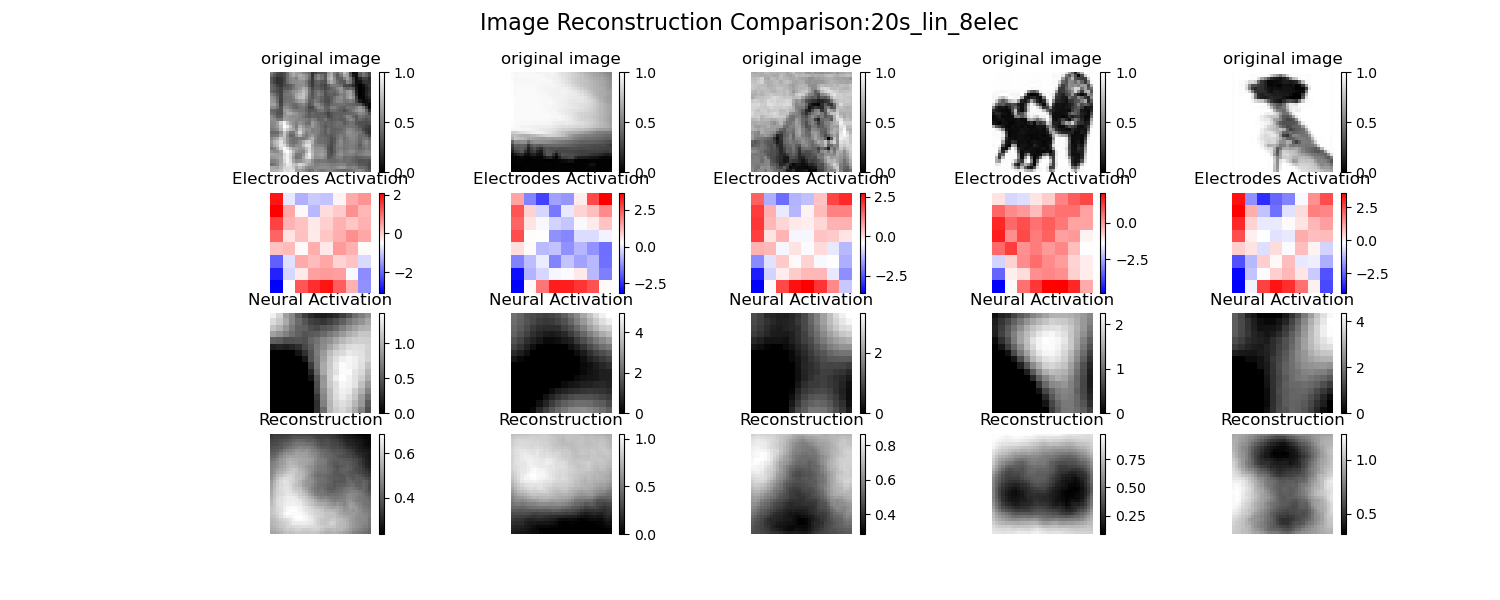 Image Reconstruction Comparison:20s_lin_8elec
original image original image original image original image original image
1.0 1.0 1.0 1.0 1.0
0.5 0.5 0.5 0.5 0.5
0.0 0.0 0.0 0.0 0.0
Electrodes Activation Electrodes Activation Electrodes Activation Electrodes Activation Electrodes Activation
2 2.5 2.5 0.0 2.5
0 0.0 0.0 −2.5 0.0
−2 −2.5 −2.5 −2.5
Neural Activation Neural Activation Neural Activation Neural Activation Neural Activation
1.0 4 2 2 4
0.5 2 0 1 2
0.0 0 0 0
Reconstruction Reconstruction Reconstruction Reconstruction Reconstruction
0.6 1.0 0.8 0.75 1.0
0.4 0.5 0.6 0.50 0.5
0.0 0.4 0.25